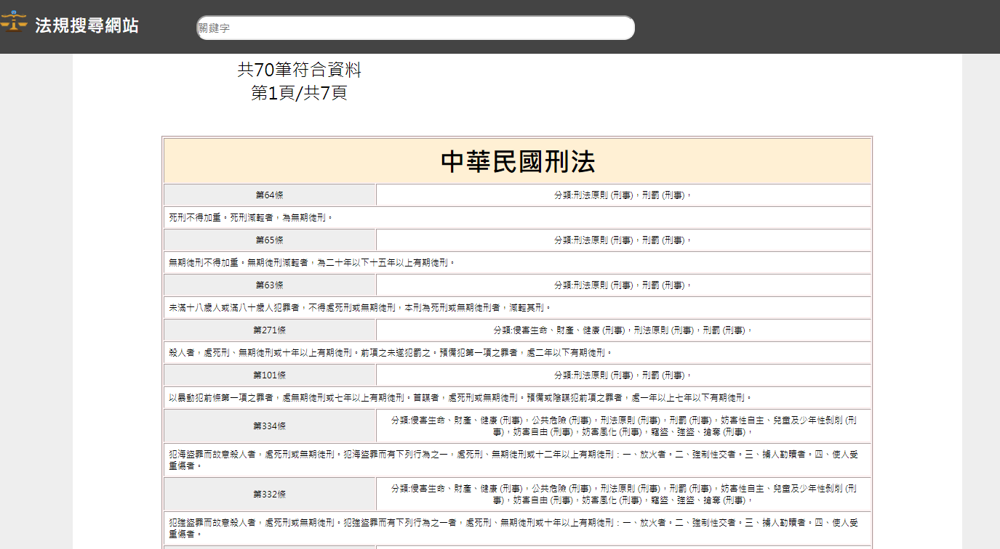 法規搜尋網站
關鍵字
共70筆符合資料
第1頁/共7頁
中華民國刑法
第64條
分類:刑法原則 (刑事)，刑罰 (刑事)，
死刑不得加重。死刑減輕者，為無期徒刑。
第65條
分類:刑法原則 (刑事)，刑罰 (刑事)，
無期徒刑不得加重。無期徒刑減輕者，為二十年以下十五年以上有期徒刑。
第63條
分類:刑法原則 (刑事)，刑罰 (刑事)，
未滿十八歲人或滿八十歲人犯罪者，不得處死刑或無期徒刑，本刑為死刑或無期徒刑者，減輕其刑。
第271條
分類:侵害生命、財產、健康 (刑事)，刑法原則 (刑事)，刑罰 (刑事)，
殺人者，處死刑、無期徒刑或十年以上有期徒刑。前項之未遂犯罰之。預備犯第一項之罪者，處二年以下有期徒刑。
第101條
分類:刑法原則 (刑事)，刑罰 (刑事)，
以暴動犯前條第一項之罪者，處無期徒刑或七年以上有期徒刑。首謀者，處死刑或無期徒刑。預備或陰謀犯前項之罪者，處一年以上七年以下有期徒刑。
第334條
分類:侵害生命、財產、健康 (刑事)，公共危險 (刑事)，刑法原則 (刑事)，刑罰 (刑事)，妨害性自主、兒童及少年性剝削 (刑
事)，妨害自由 (刑事)，妨害風化 (刑事)，竊盜、強盜、搶奪 (刑事)，
犯海盜罪而故意殺人者，處死刑或無期徒刑。犯海盜罪而有下列行為之一，處死刑、無期徒刑或十二年以上有期徒刑：一、放火者。二、強制性交者。三、擄人勒贖者。四、使人受
重傷者。
第332條
分類:侵害生命、財產、健康 (刑事)，公共危險 (刑事)，刑法原則 (刑事)，刑罰 (刑事)，妨害性自主、兒童及少年性剝削 (刑
事)，妨害自由 (刑事)，妨害風化 (刑事)，竊盜、強盜、搶奪 (刑事)，
犯強盜罪而故意殺人者，處死刑或無期徒刑。犯強盜罪而有下列行為之一者，處死刑、無期徒刑或十年以上有期徒刑：一、放火者。二、強制性交者。三、擄人勒贖者。四、使人受
重傷者。